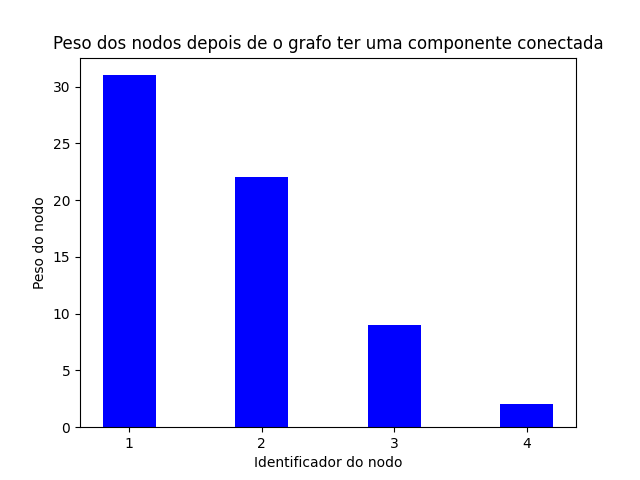 Peso dos nodos depois de o grafo ter uma componente conectada
30
25
20
15
10
5
0
Peso do nodo
1 2 3 4
Identificador do nodo